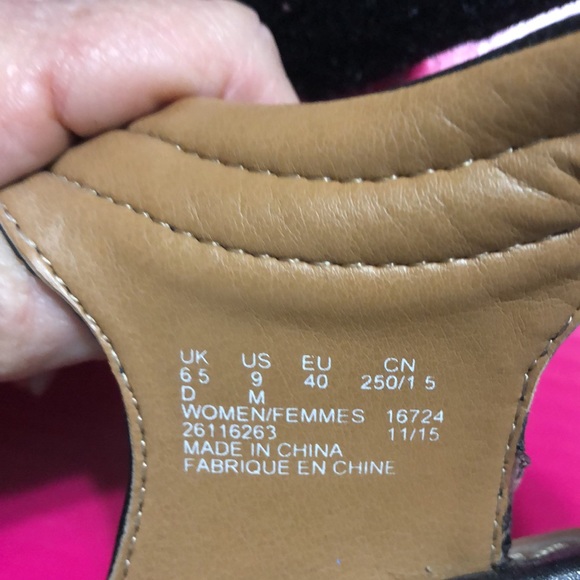 UK US EU CN
6 5 9 40 250/1 5
D M
WOMEN/FEMMES 16724
26116263 11/15
MADE IN CHINA
FABRIQUE EN CHINE